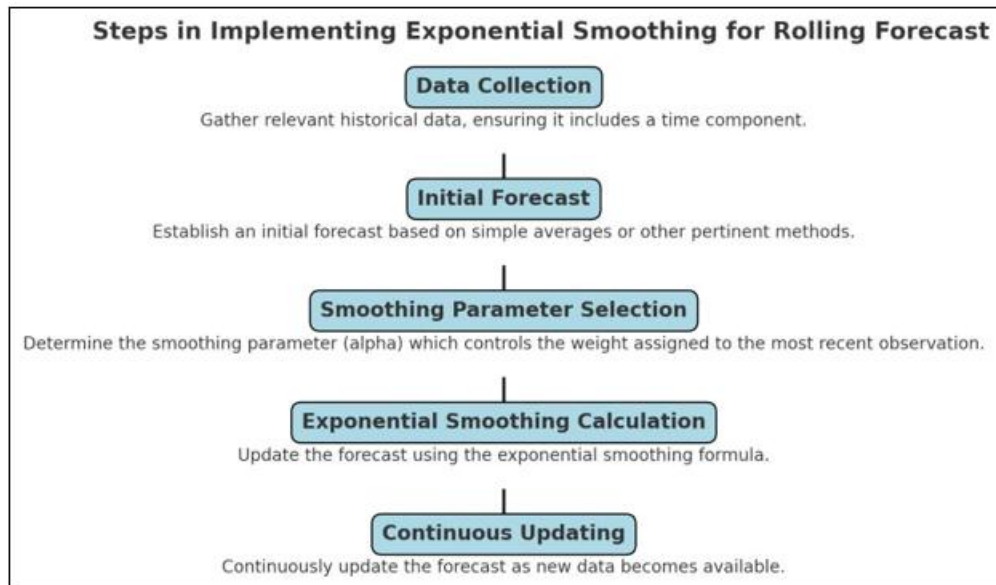 Steps in Implementing Exponential Smoothing for Rolling Forecast
Data Collection
Gather relevant historical data, ensuring it includes a time component.
Initial Forecast
Establish an initial forecast based on simple averages or other pertinent methods.
Smoothing Parameter Selection
Determine the smoothing parameter (alpha) which controls the weight assigned to the most recent observation.
Exponential Smoothing Calculation
Update the forecast using the exponential smoothing formula.
Continuous Updating
Continuously update the forecast as new data becomes available.